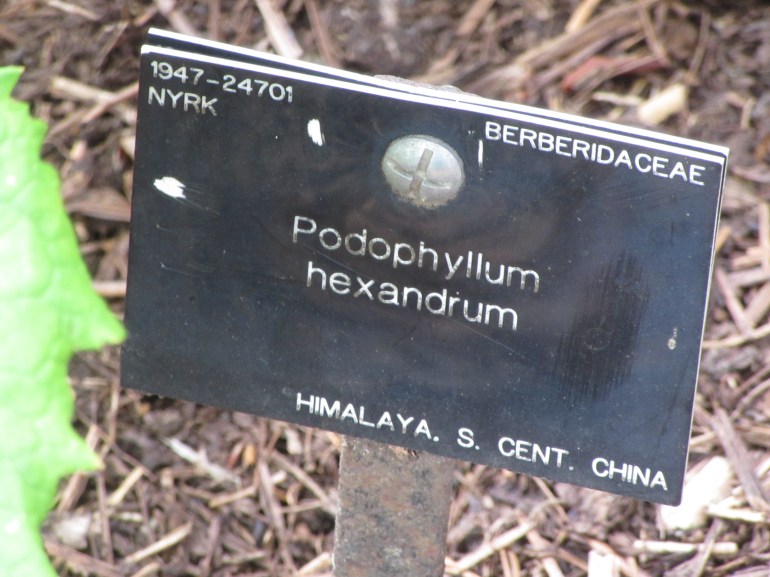 1947-24701
NYRK
BERBERIDACEAE
Podophyllum
hexandrum
HIMALAYA. S. CENT. CHINA